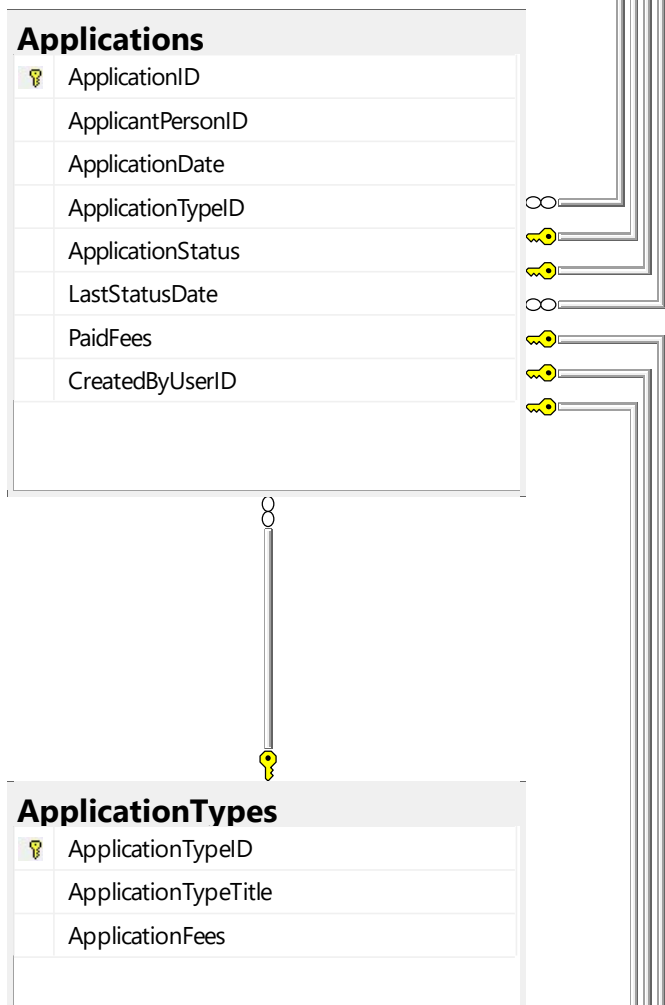 Applications
ApplicationID
ApplicantPersonID
ApplicationDate
ApplicationTypeID
ApplicationStatus
LastStatusDate
PaidFees
CreatedByUserID
ApplicationTypes
ApplicationTypeID
ApplicationTypeTitle
ApplicationFees